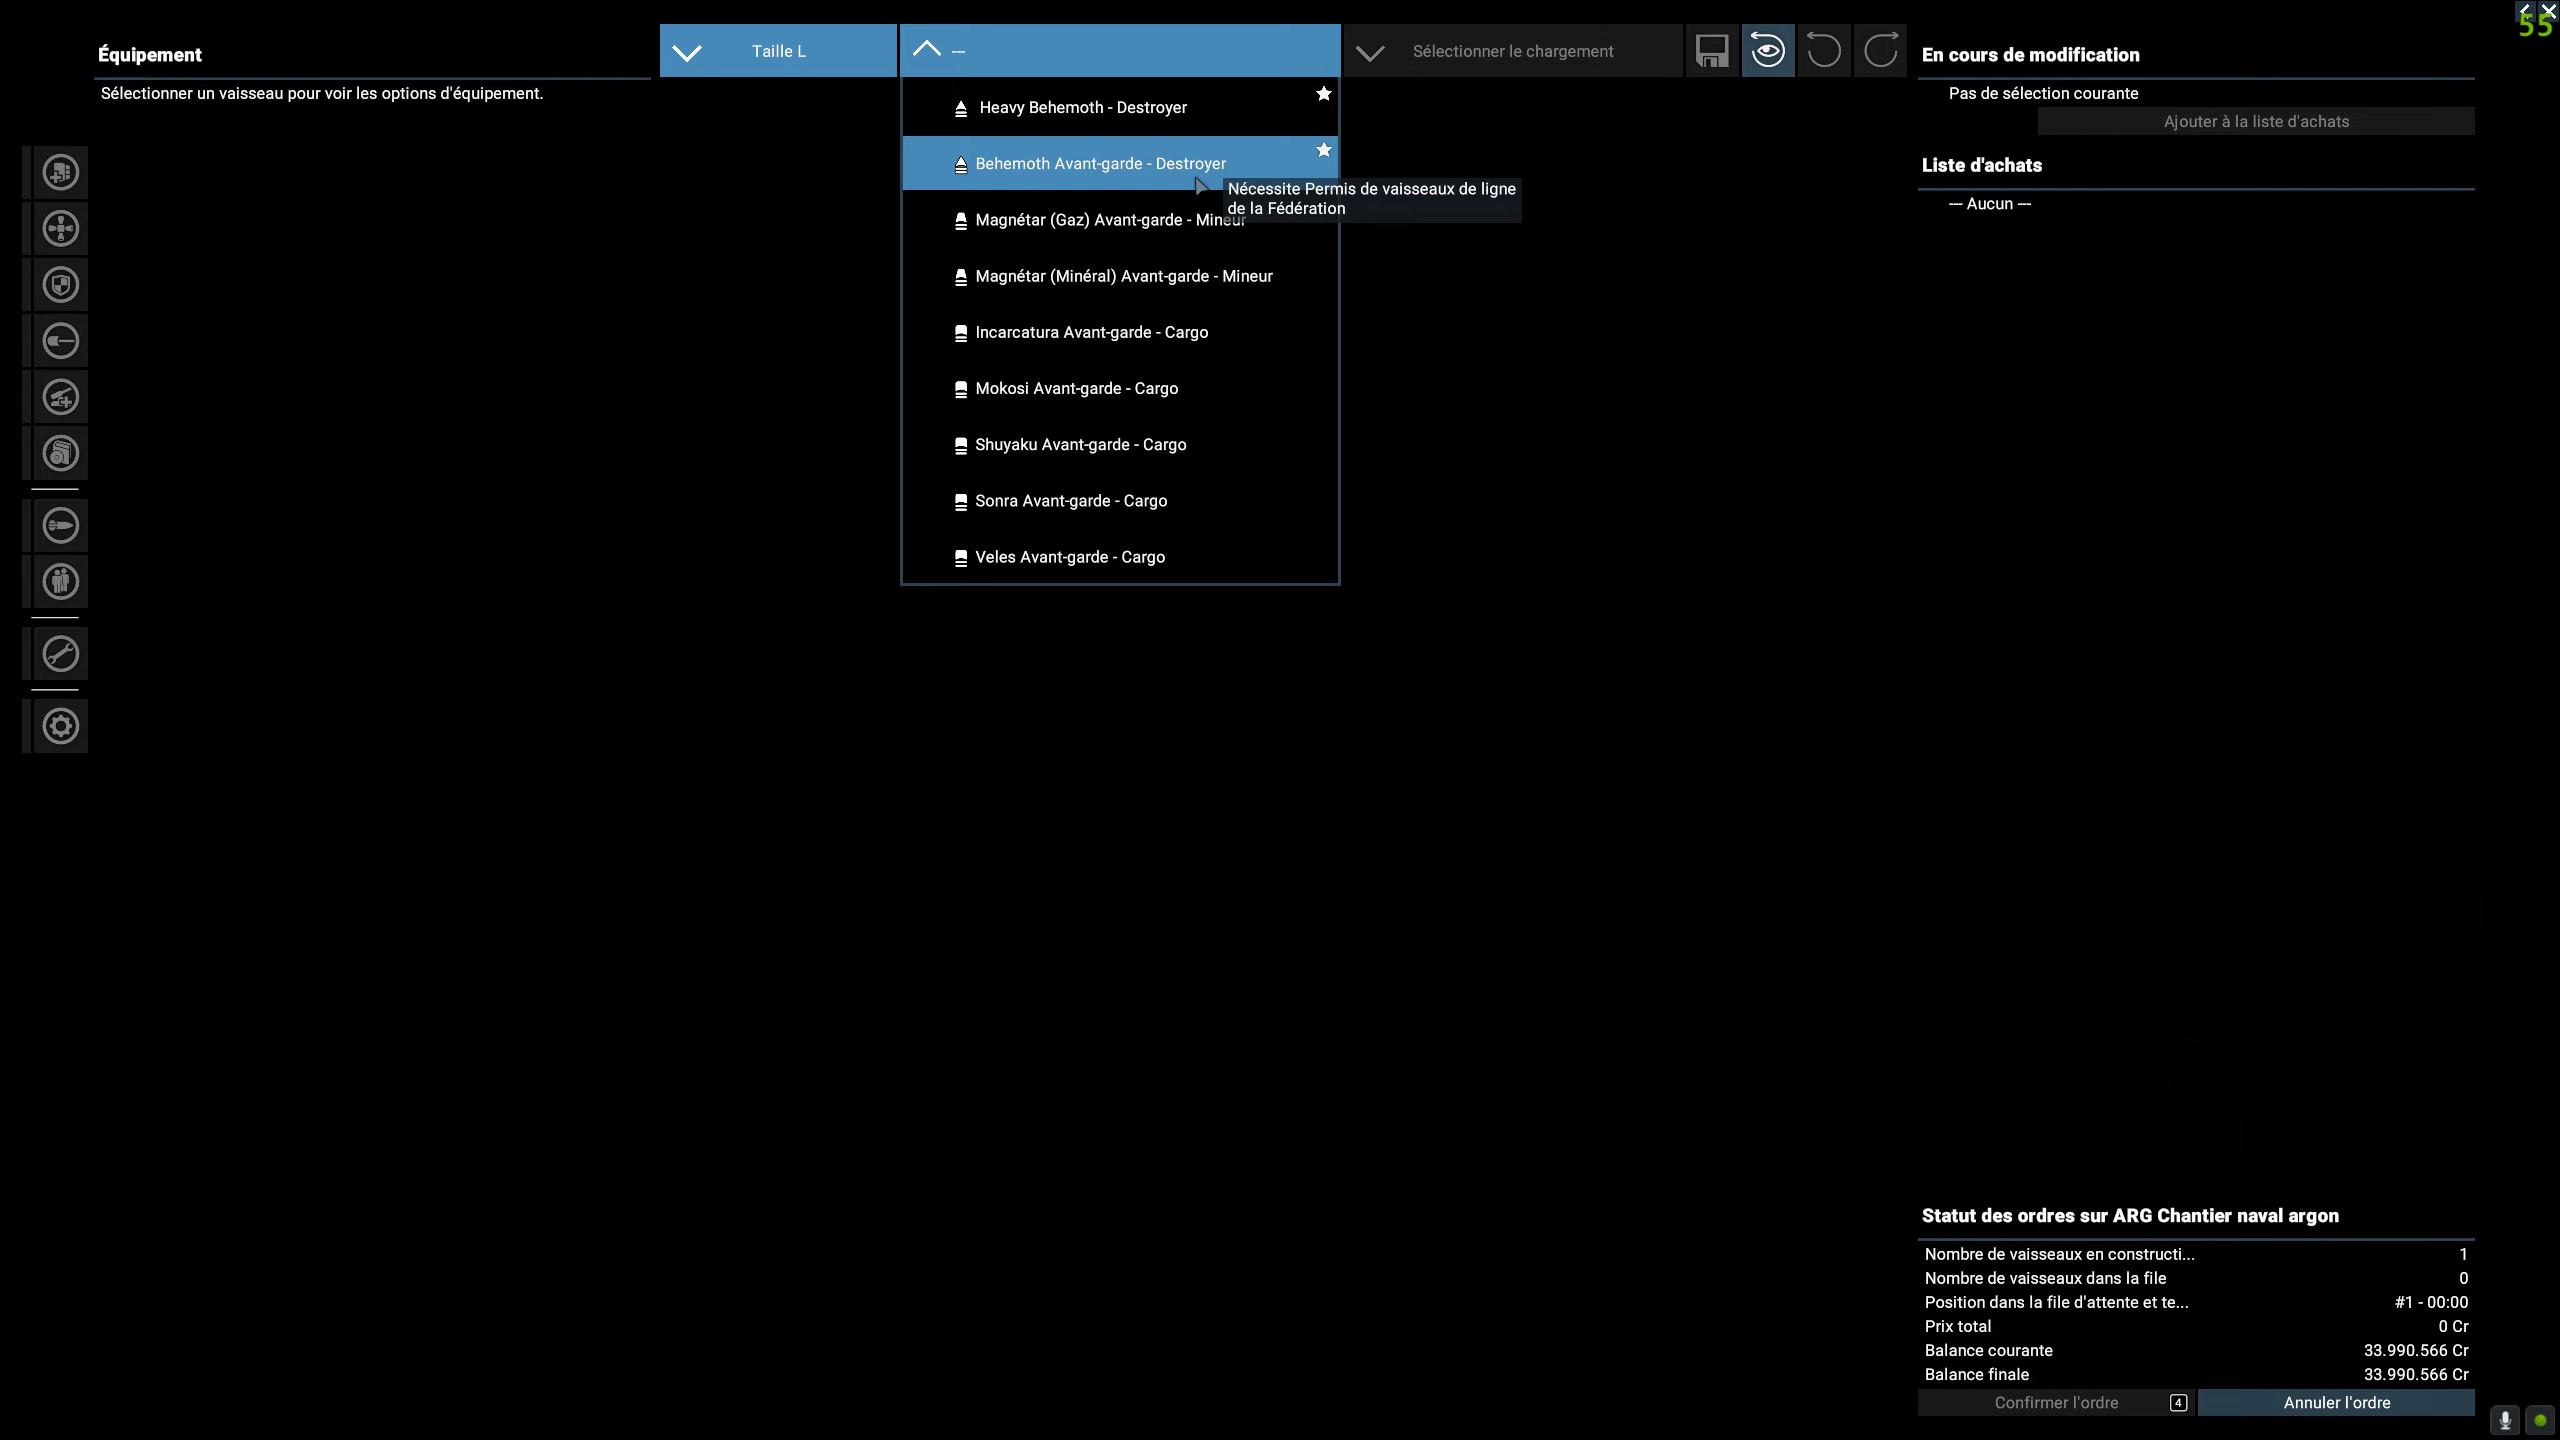 55
Équipement
Sélectionner un vaisseau pour voir les options d'équipement.
Taille L
---
Sélectionner le chargement
Heavy Behemoth - Destroyer
Behemoth Avant-garde - Destroyer
Nécessite Permis de vaisseaux de ligne
de la Fédération
Magnétar (Gaz) Avant-garde - Mineur
Magnétar (Minéral) Avant-garde - Mineur
Incarcatura Avant-garde - Cargo
Mokosi Avant-garde - Cargo
Shuyaku Avant-garde - Cargo
Sonra Avant-garde - Cargo
Veles Avant-garde - Cargo
En cours de modification
Pas de sélection courante
Ajouter à la liste d'achats
Liste d'achats
--- Aucun ---
Statut des ordres sur ARG Chantier naval argon
Nombre de vaisseaux en constructi... 1
Nombre de vaisseaux dans la file 0
Position dans la file d'attente et te... #1 - 00:00
Prix total 0 Cr
Balance courante 33.990.566 Cr
Balance finale 33.990.566 Cr
Confirmer l'ordre 4
Annuler l'ordre